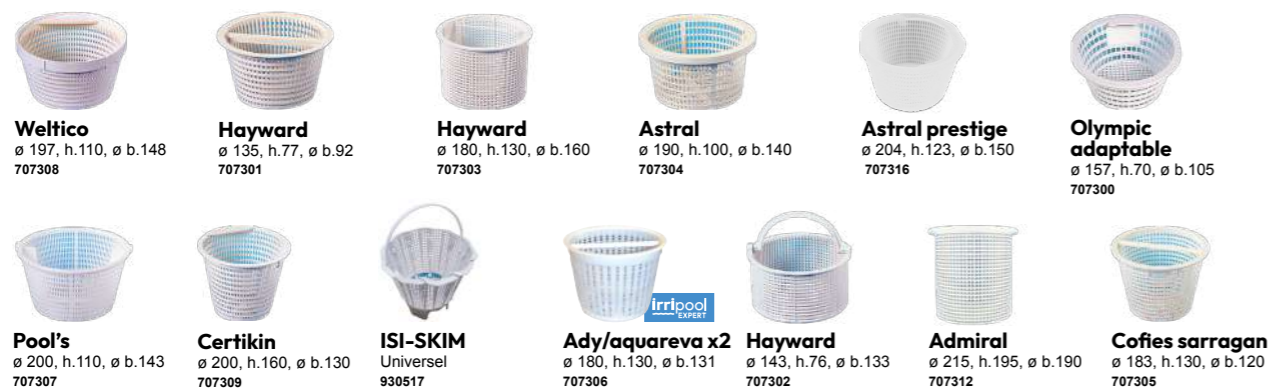 Weltico
ø 197, h.110, ø b.148
707308
Hayward
ø 135, h.77, ø b.92
707301
Hayward
ø 180, h.130, ø b.160
707303
Astral
ø 190, h.100, ø b.140
707304
Astral prestige
ø 204, h.123, ø b.150
707316
Olympic
adaptable
ø 157, h.70, ø b.105
707300
Pool's
ø 200, h.110, ø b.143
707307
Certikin
ø 200, h.160, ø b.130
707309
ISI-SKIM
Universel
930517
irripool
EXPERT
Ady/aquareva x2
ø 180, h.130, ø b.131
707306
Hayward
ø 143, h.76, ø b.133
707302
Admiral
ø 215, h.195, ø b.190
707312
Cofies sarragan
ø 183, h.130, ø b.120
707305